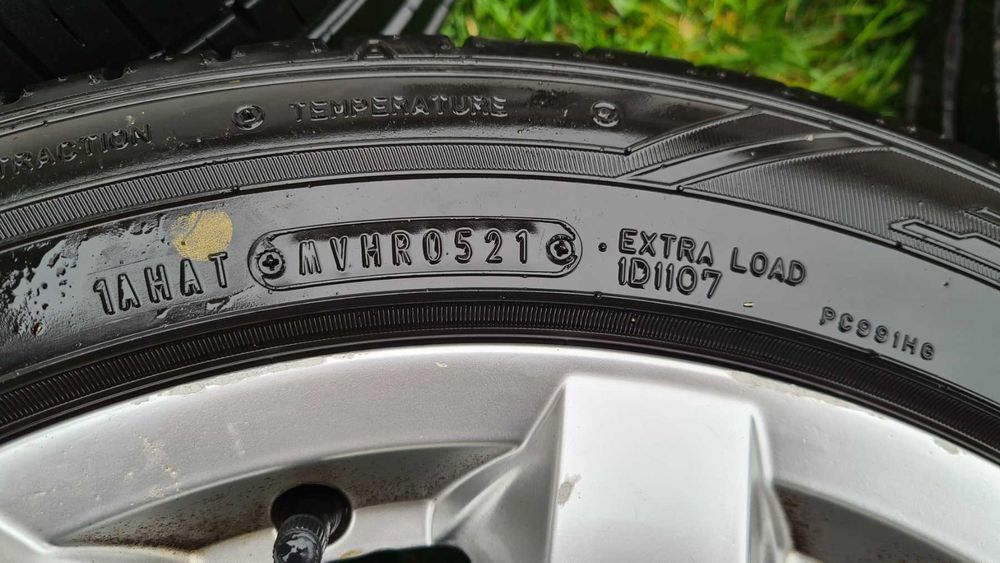 TRACTION TEMPERATURE
1AHAT MVHR0521
EXTRA LOAD
1D1107
PC991H6